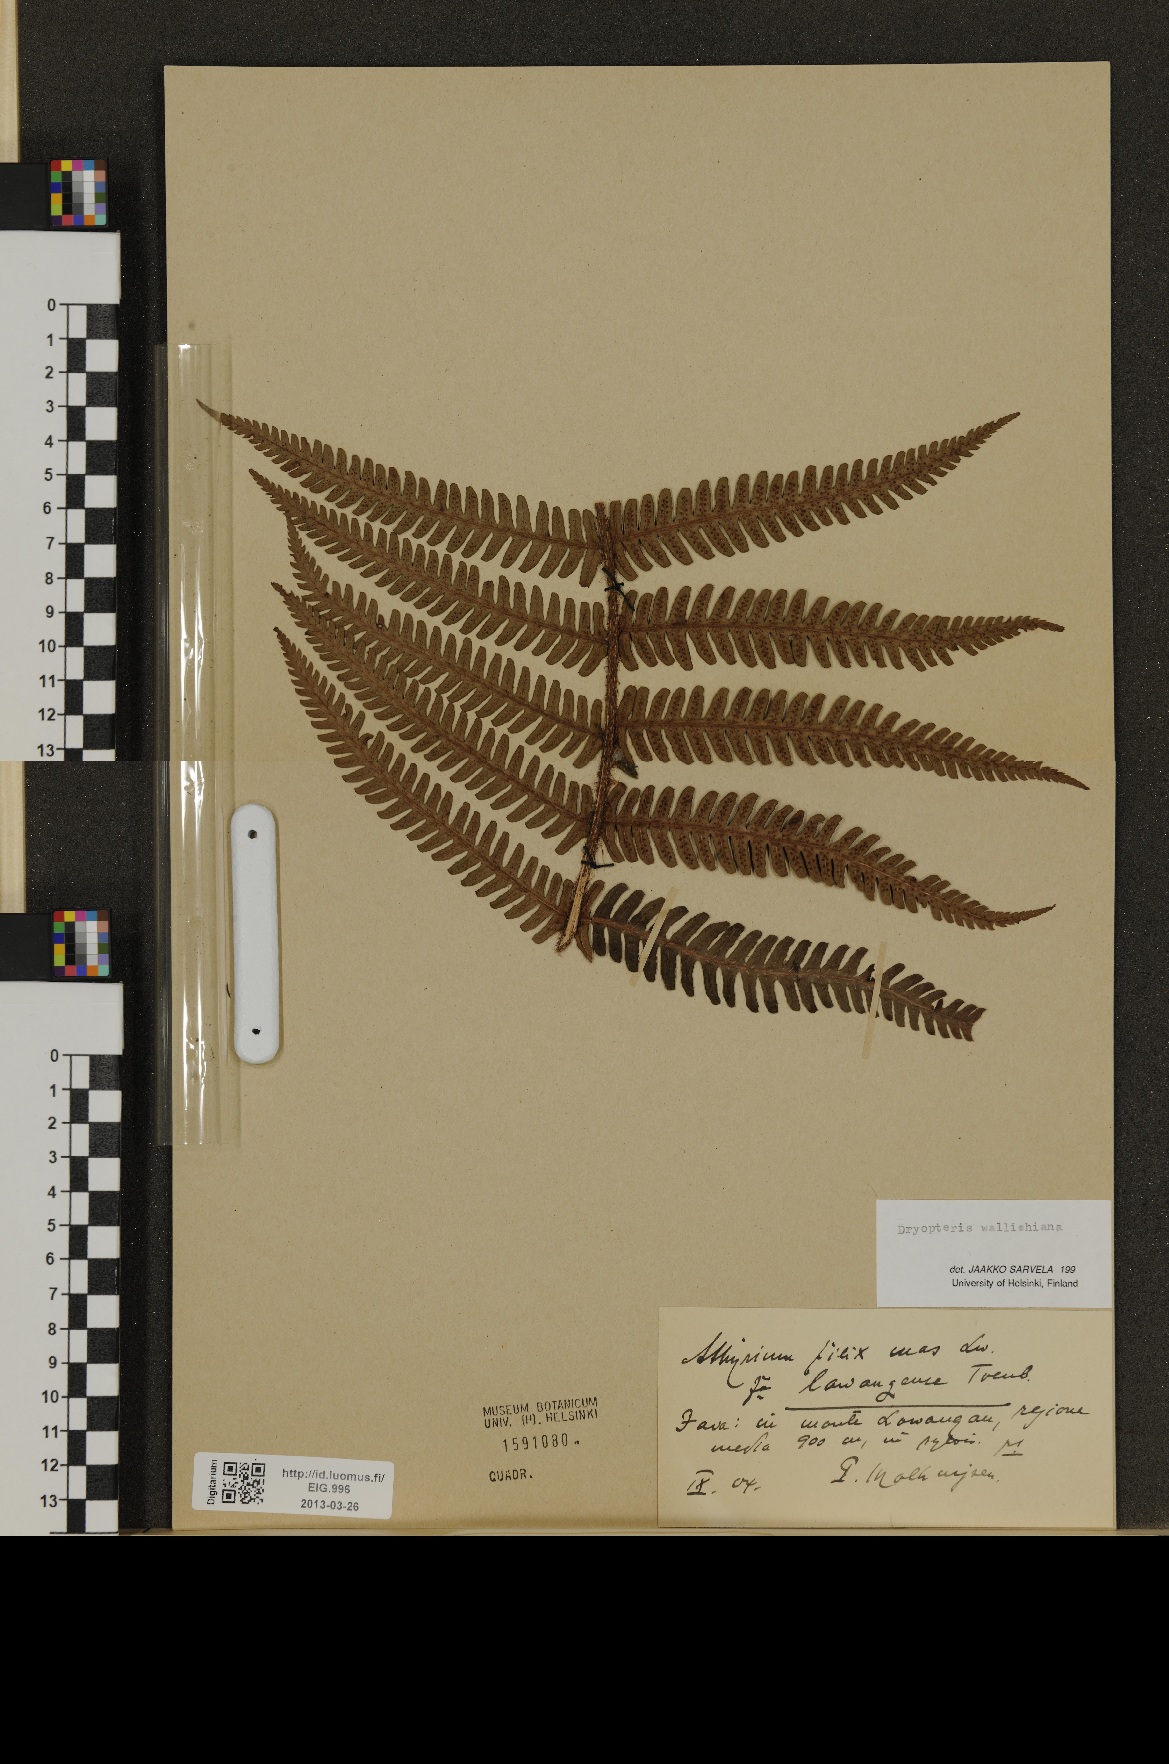 0
1
2
3
4
5
6
7
8
9
10
11
12
13
0
1
2
3
4
5
6
7
8
9
10
11
12
13
Dryopteris wallichiana
det. JAAKKO SARVELA 199
University of Helsinki, Finland
Athyrium filix mas Lw.
fa lawangense Toenb.
Java: in monte Lawangan, regione
media 900 m, in
IX. 04. P.
MUSEUM BOTANICUM
UNIV. (H). HELSINKI
1591080
QUADR.
Digitarium
http://id.luomus.fi/
EIG.996
2013-03-26